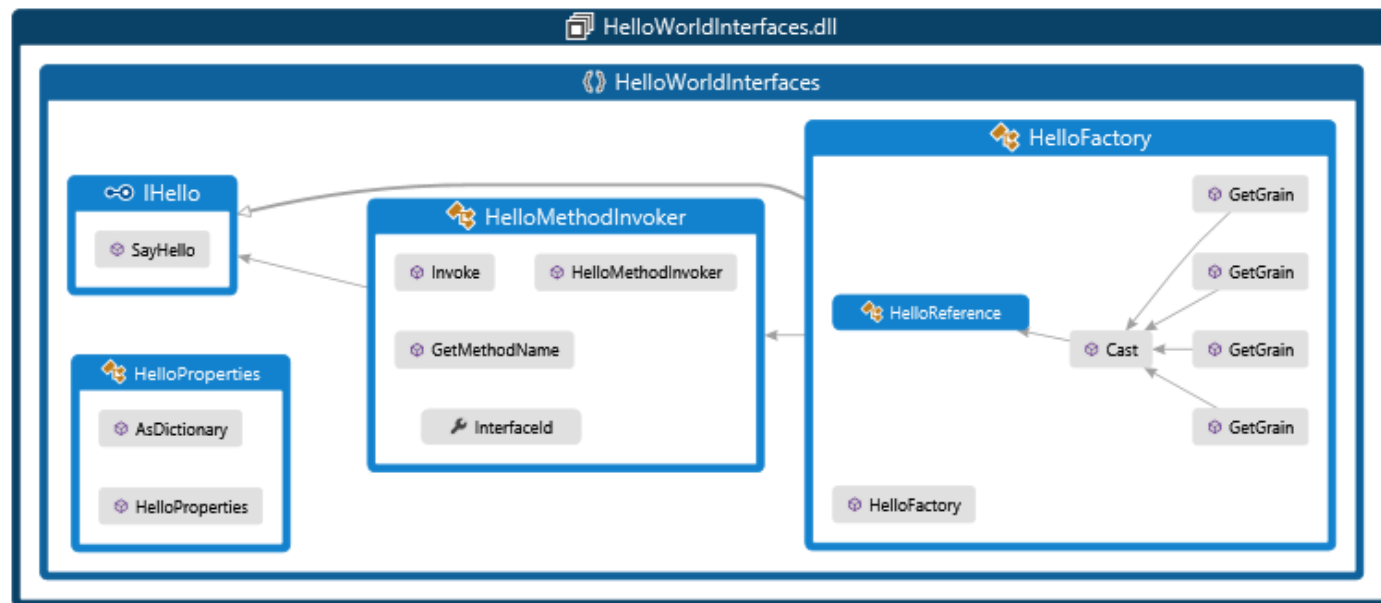 HelloWorldInterfaces.dll
HelloWorldInterfaces
IHello
SayHello
HelloProperties
AsDictionary
HelloProperties
HelloMethodInvoker
Invoke
HelloMethodInvoker
GetMethodName
InterfaceId
HelloFactory
GetGrain
GetGrain
HelloReference
Cast
GetGrain
GetGrain
HelloFactory